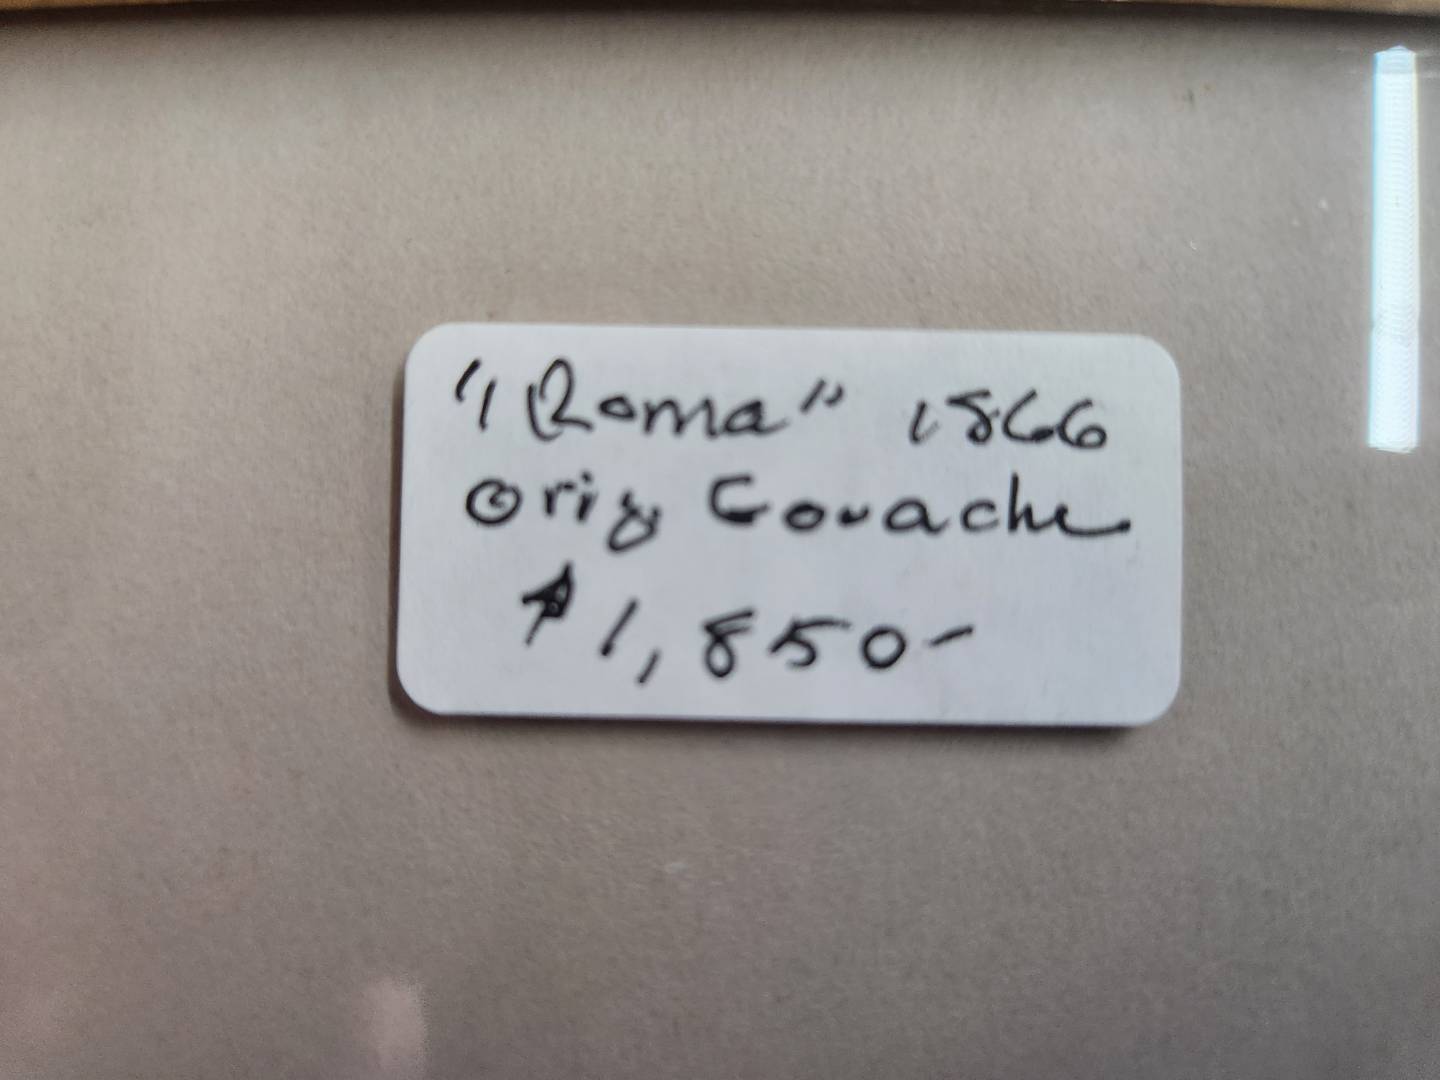 "Roma" 1866
orig Gouache
$1,850-